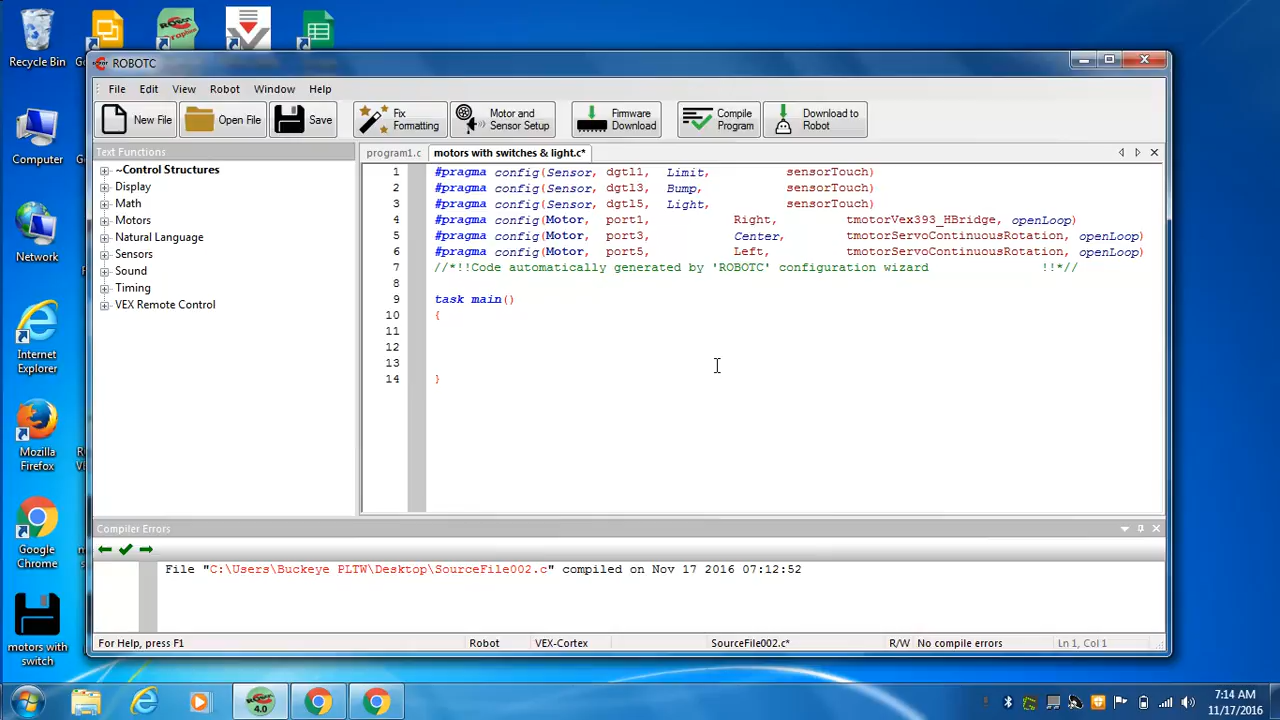 Recycle Bin
ROBOTC
File Edit View Robot Window Help
New File Open File Save Fix Formatting Motor and Sensor Setup Firmware Download Compile Program Download to Robot
Computer
Network
Internet Explorer
Mozilla Firefox
Google Chrome
motors with switch
Text Functions
~Control Structures
Display
Math
Motors
Natural Language
Sensors
Sound
Timing
VEX Remote Control
program1.c motors with switches & light.c*
1 #pragma config(Sensor, dgtl1, Limit, sensorTouch)
2 #pragma config(Sensor, dgtl3, Bump, sensorTouch)
3 #pragma config(Sensor, dgtl5, Light, sensorTouch)
4 #pragma config(Motor, port1, Right, tmotorVex393_HBridge, openLoop)
5 #pragma config(Motor, port3, Center, tmotorServoContinuousRotation, openLoop)
6 #pragma config(Motor, port5, Left, tmotorServoContinuousRotation, openLoop)
7 //*!!Code automatically generated by 'ROBOTC' configuration wizard !!*//
8
9 task main()
10 {
11
12
13
14 }
Compiler Errors
File "C:\Users\Buckeye PLTW\Desktop\SourceFile002.c" compiled on Nov 17 2016 07:12:52
For Help, press F1 Robot VEX-Cortex SourceFile002.c* R/W No compile errors Ln 1, Col 1
4.0
7:14 AM
11/17/2016